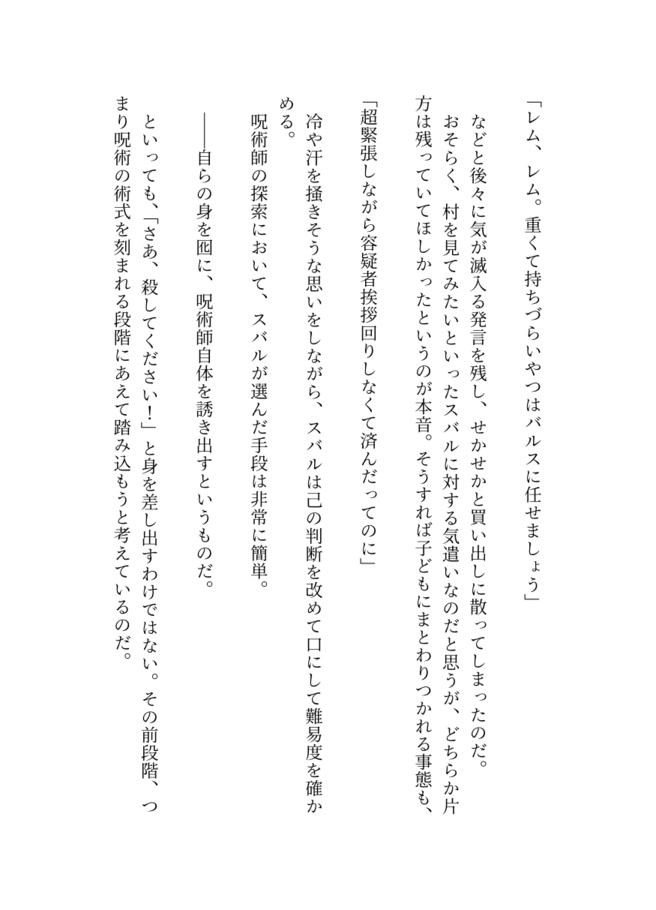 「レム、レム。重くて持ちづらいやつはバルスに任せましょう」
などと後々に気が滅入る発言を残し、せかせかと買い出しに散ってしまったのだ。
おそらく、村を見てみたいといったスバルに対する気遣いなのだと思うが、どちらか片
方は残っていてほしかったというのが本音。そうすれば子どもにまとわりつかれる事態も、
「超緊張しながら容疑者挨拶回りしなくて済んだってのに」
冷や汗を掻きそうな思いをしながら、スバルは己の判断を改めて口にして難易度を確か
める。
呪術師の探索において、スバルが選んだ手段は非常に簡単。
――自らの身を囮に、呪術師自体を誘き出すというものだ。
といっても、「さあ、殺してください!」と身を差し出すわけではない。その前段階、つ
まり呪術の術式を刻まれる段階にあえて踏み込もうと考えているのだ。